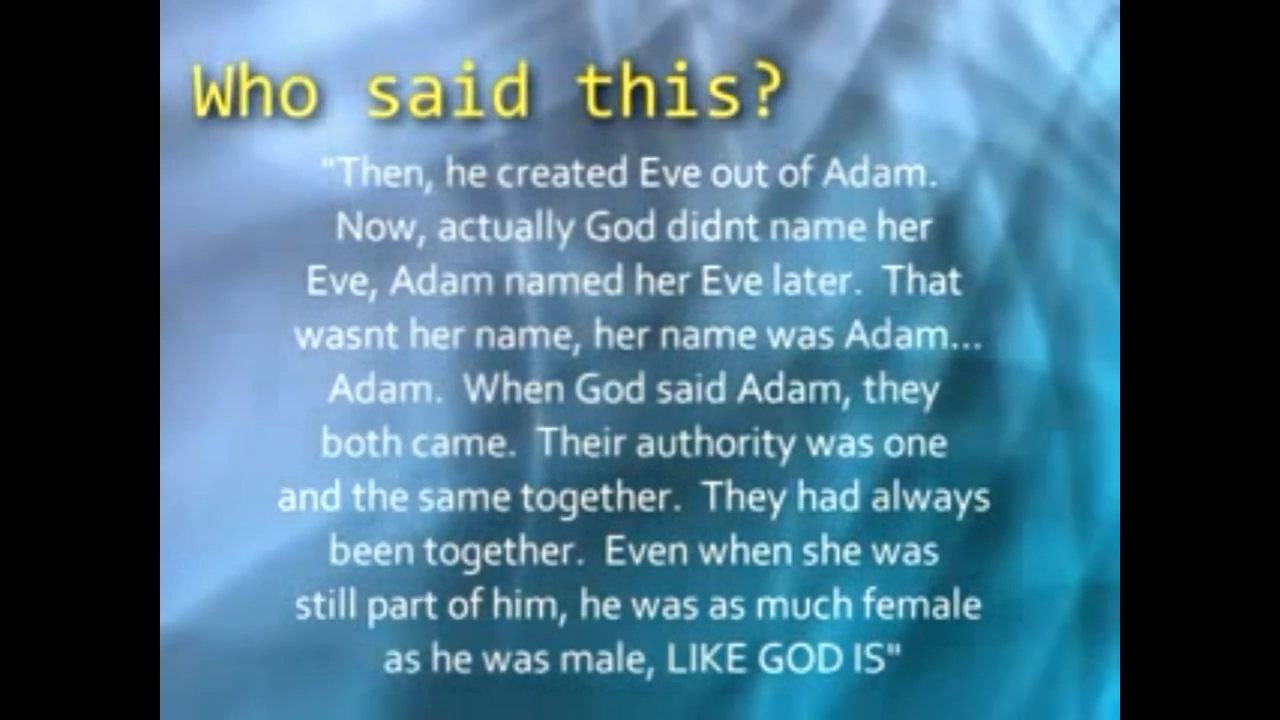 Who said this?
"Then, he created Eve out of Adam.
Now, actually God didnt name her
Eve, Adam named her Eve later.  That
wasnt her name, her name was Adam...
Adam.  When God said Adam, they
both came.  Their authority was one
and the same together.  They had always
been together.  Even when she was
still part of him, he was as much female
as he was male, LIKE GOD IS"